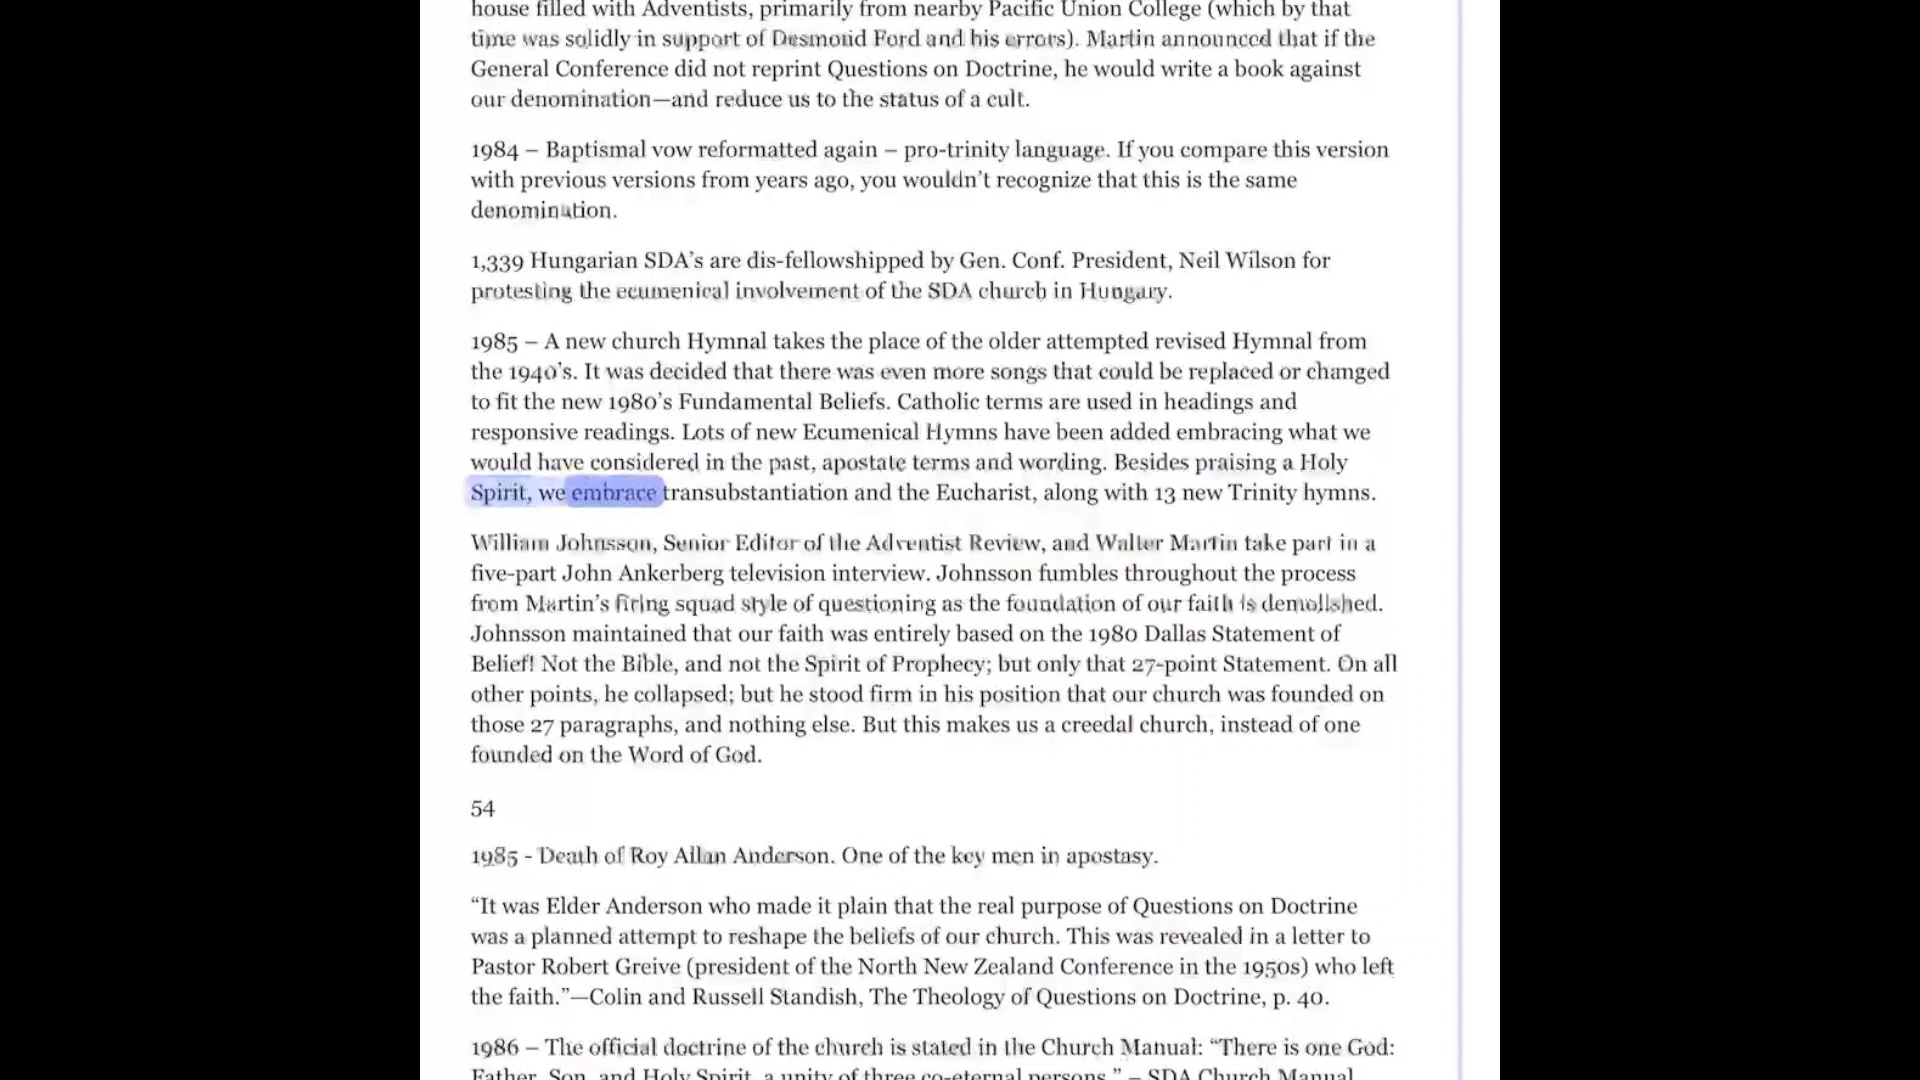 house filled with Adventists, primarily from nearby Pacific Union College (which by that
time was solidly in support of Desmond Ford and his errors). Martin announced that if the
General Conference did not reprint Questions on Doctrine, he would write a book against
our denomination—and reduce us to the status of a cult.
1984 – Baptismal vow reformatted again – pro-trinity language. If you compare this version
with previous versions from years ago, you wouldn't recognize that this is the same
denomination.
1,339 Hungarian SDA's are dis-fellowshipped by Gen. Conf. President, Neil Wilson for
protesting the ecumenical involvement of the SDA church in Hungary.
1985 – A new church Hymnal takes the place of the older attempted revised Hymnal from
the 1940's. It was decided that there was even more songs that could be replaced or changed
to fit the new 1980's Fundamental Beliefs. Catholic terms are used in headings and
responsive readings. Lots of new Ecumenical Hymns have been added embracing what we
would have considered in the past, apostate terms and wording. Besides praising a Holy
Spirit, we embrace transubstantiation and the Eucharist, along with 13 new Trinity hymns.
William Johnsson, Senior Editor of the Adventist Review, and Walter Martin take part in a
five-part John Ankerberg television interview. Johnsson fumbles throughout the process
from Martin's firing squad style of questioning as the foundation of our faith is demolished.
Johnsson maintained that our faith was entirely based on the 1980 Dallas Statement of
Belief! Not the Bible, and not the Spirit of Prophecy; but only that 27-point Statement. On all
other points, he collapsed; but he stood firm in his position that our church was founded on
those 27 paragraphs, and nothing else. But this makes us a creedal church, instead of one
founded on the Word of God.
54
1985 - Death of Roy Allan Anderson. One of the key men in apostasy.
“It was Elder Anderson who made it plain that the real purpose of Questions on Doctrine
was a planned attempt to reshape the beliefs of our church. This was revealed in a letter to
Pastor Robert Greive (president of the North New Zealand Conference in the 1950s) who left
the faith.”—Colin and Russell Standish, The Theology of Questions on Doctrine, p. 40.
1986 – The official doctrine of the church is stated in the Church Manual: “There is one God:
Father, Son, and Holy Spirit, a unity of three co-eternal persons.” – SDA Church Manual